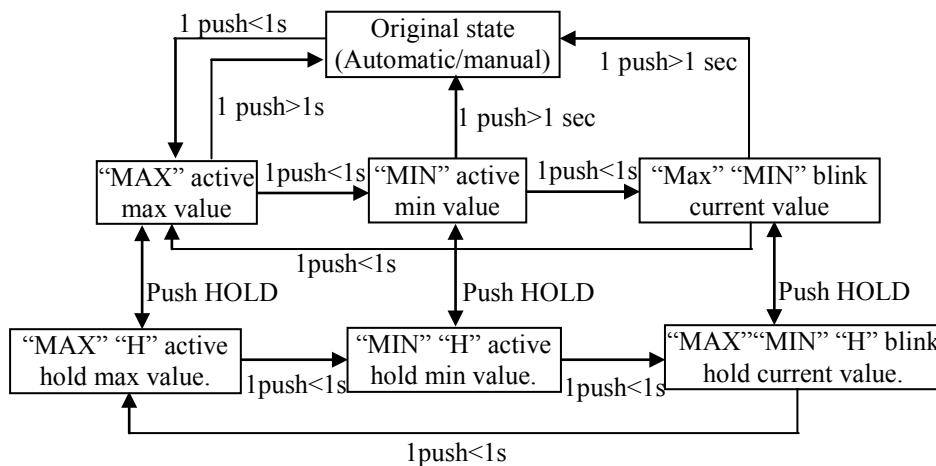 1 push<1s
Original state
(Automatic/manual)
1 push>1s
1 push>1 sec
1 push>1 sec
“MAX” active
max value
1push<1s
“MIN” active
min value
1push<1s
“Max” “MIN” blink
current value
1push<1s
Push HOLD
Push HOLD
Push HOLD
“MAX” “H” active
hold max value.
1push<1s
“MIN” “H” active
hold min value.
1push<1s
“MAX”“MIN” “H” blink
hold current value.
1push<1s